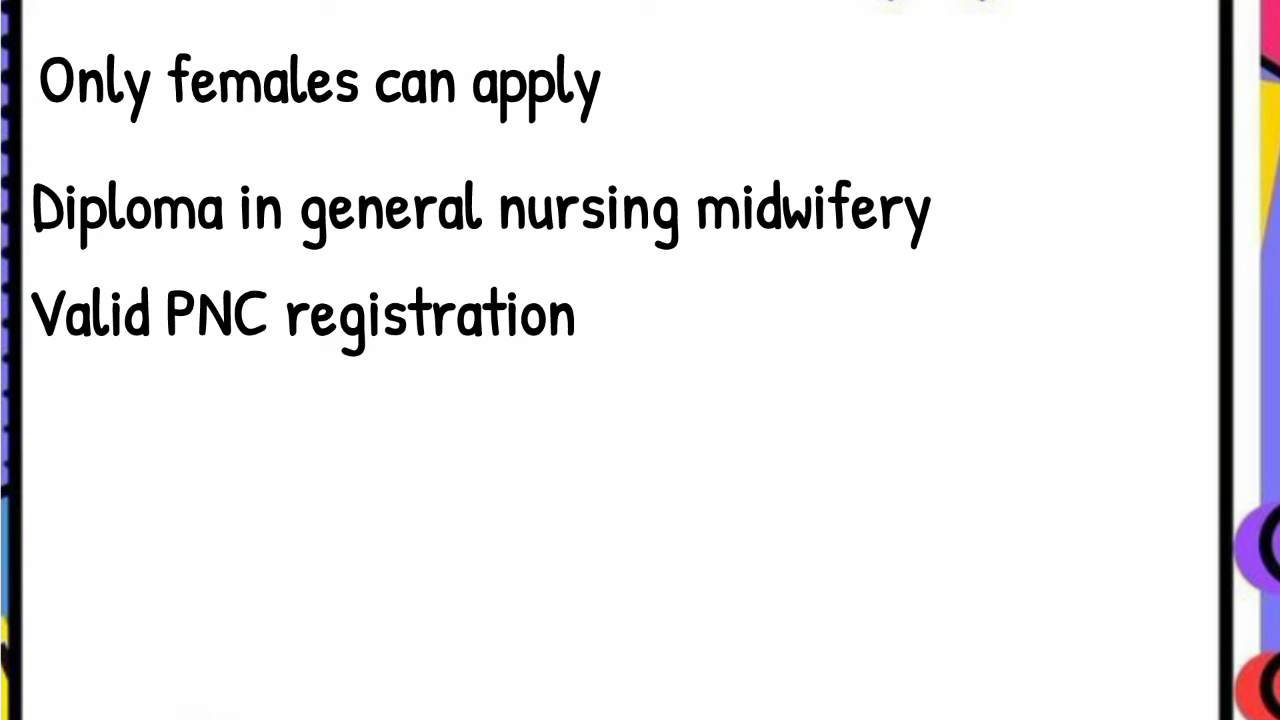 Only females can apply
Diploma in general nursing midwifery
Valid PNC registration